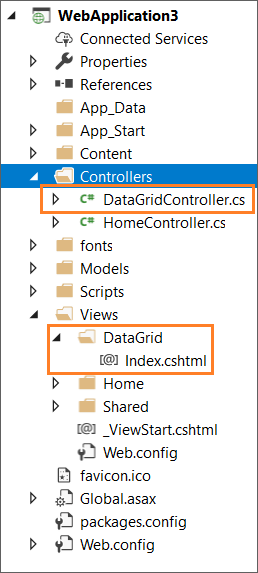 WebApplication3
Connected Services
Properties
References
App_Data
App_Start
Content
Controllers
C# DataGridController.cs
C# HomeController.cs
fonts
Models
Scripts
Views
DataGrid
[@] Index.cshtml
Home
Shared
[@] _ViewStart.cshtml
Web.config
favicon.ico
Global.asax
packages.config
Web.config